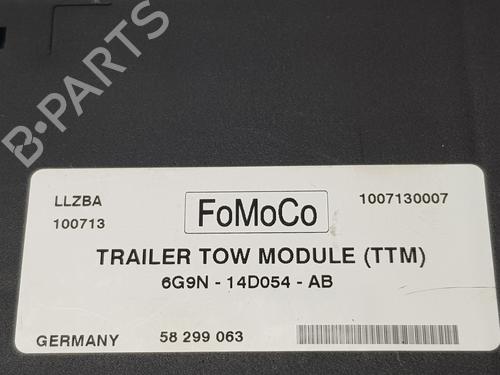 B-PARTS
LLZBA
100713
FoMoCo
1007130007
TRAILER TOW MODULE (TTM)
6G9N - 14D054 - AB
GERMANY
58 299 063